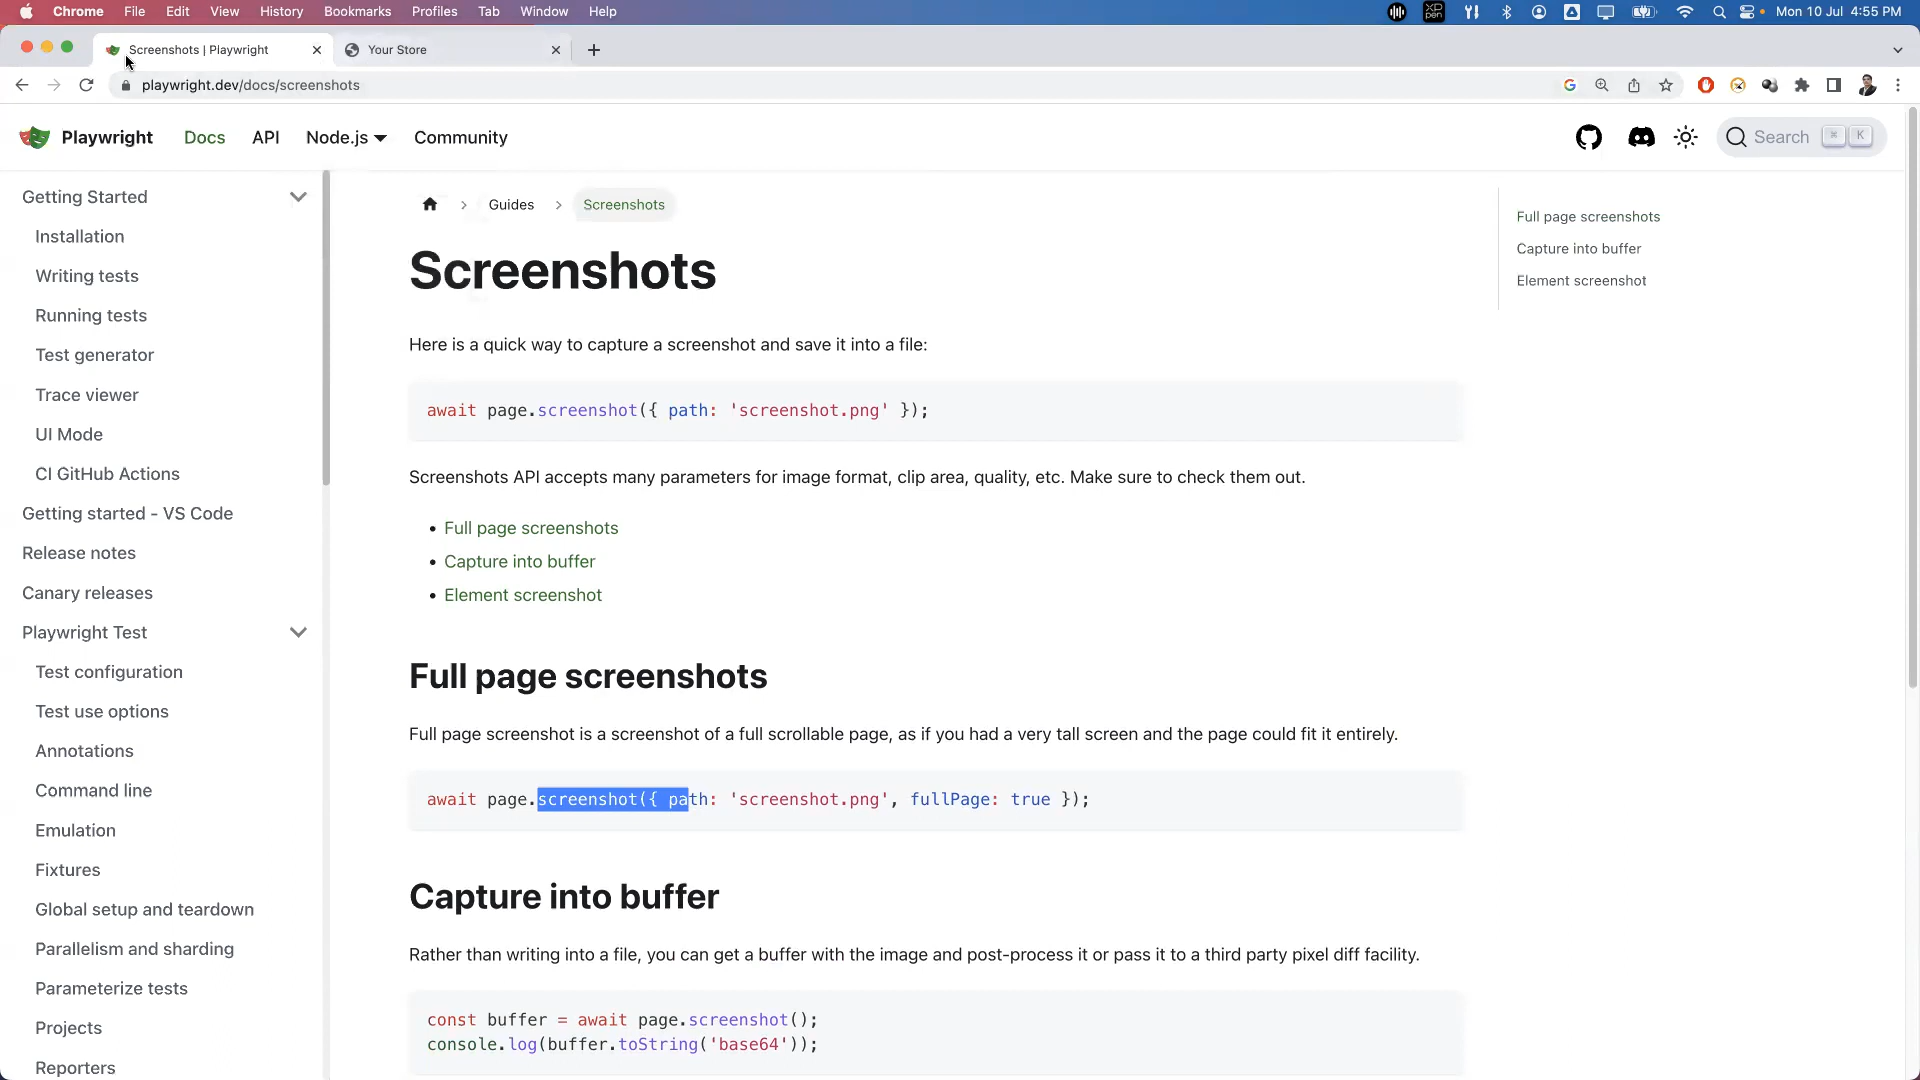 Chrome File Edit View History Bookmarks Profiles Tab Window Help
XP pen
Mon 10 Jul 4:55 PM
Screenshots | Playwright
Your Store
playwright.dev/docs/screenshots
Playwright
Docs
API
Node.js
Community
Search ⌘ K
Getting Started
Installation
Writing tests
Running tests
Test generator
Trace viewer
UI Mode
CI GitHub Actions
Getting started - VS Code
Release notes
Canary releases
Playwright Test
Test configuration
Test use options
Annotations
Command line
Emulation
Fixtures
Global setup and teardown
Parallelism and sharding
Parameterize tests
Projects
Reporters
Guides
Screenshots
Screenshots
Here is a quick way to capture a screenshot and save it into a file:
await page.screenshot({ path: 'screenshot.png' });
Screenshots API accepts many parameters for image format, clip area, quality, etc. Make sure to check them out.
• Full page screenshots
• Capture into buffer
• Element screenshot
Full page screenshots
Full page screenshot is a screenshot of a full scrollable page, as if you had a very tall screen and the page could fit it entirely.
await page.screenshot({ path: 'screenshot.png', fullPage: true });
Capture into buffer
Rather than writing into a file, you can get a buffer with the image and post-process it or pass it to a third party pixel diff facility.
const buffer = await page.screenshot();
console.log(buffer.toString('base64'));
Full page screenshots
Capture into buffer
Element screenshot